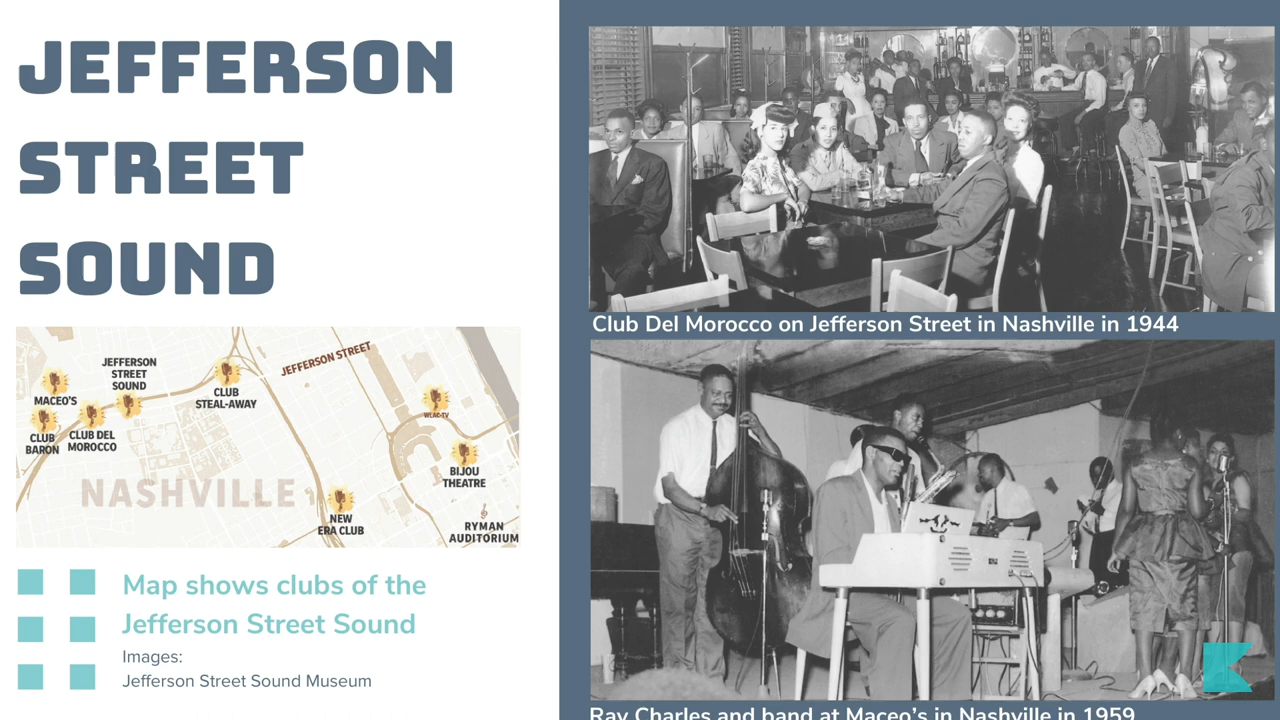 JEFFERSON
STREET
SOUND
JEFFERSON STREET
JEFFERSON
STREET
SOUND
MACEO'S
CLUB
STEAL-AWAY
CLUB
BARON
CLUB DEL
MOROCCO
WLAC-TV
BIJOU
THEATRE
NASHVILLE
NEW
ERA CLUB
RYMAN
AUDITORIUM
Map shows clubs of the
Jefferson Street Sound
Images:
Jefferson Street Sound Museum
Club Del Morocco on Jefferson Street in Nashville in 1944
Ray Charles and band at Maceo's in Nashville in 1959